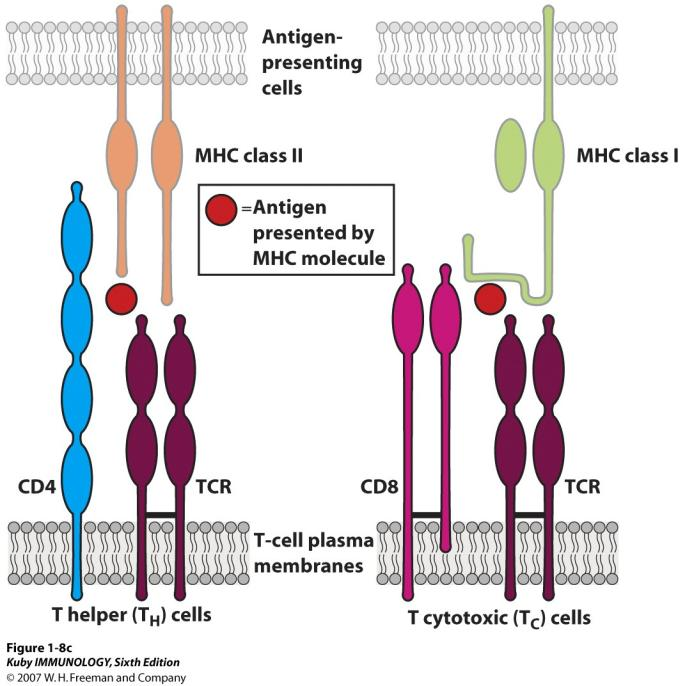 Antigen-
presenting
cells
MHC class II
MHC class I
=Antigen
presented by
MHC molecule
CD4
TCR
CD8
TCR
T-cell plasma
membranes
T helper (TH) cells
T cytotoxic (TC) cells
Figure 1-8c
Kuby IMMUNOLOGY, Sixth Edition
© 2007 W. H. Freeman and Company